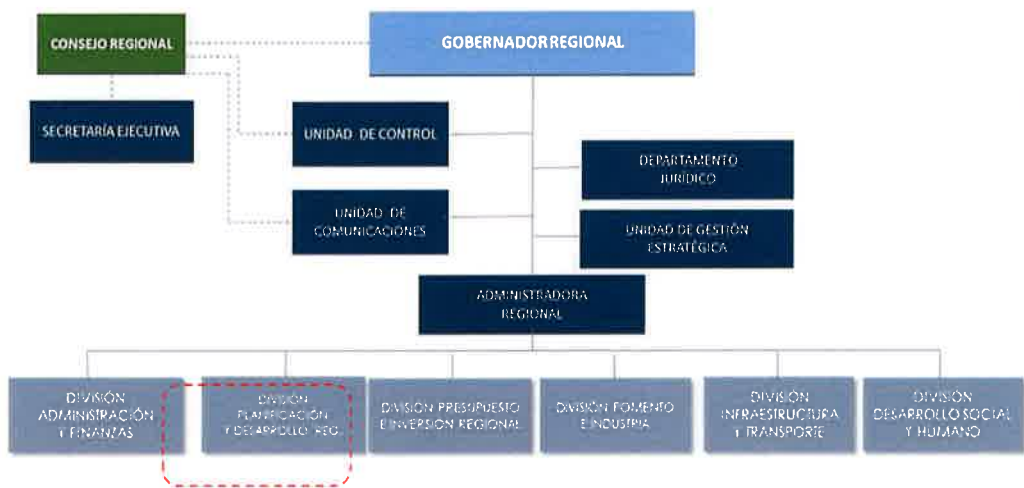 CONSEJO REGIONAL
GOBERNADOR REGIONAL
SECRETARÍA EJECUTIVA
UNIDAD DE CONTROL
DEPARTAMENTO
JURÍDICO
UNIDAD DE
COMUNICACIONES
UNIDAD DE GESTIÓN
ESTRATÉGICA
ADMINISTRADORA
REGIONAL
DIVISIÓN
ADMINISTRACIÓN
Y FINANZAS
DIVISIÓN
PLANIFICACIÓN
Y DESARROLLO REG.
DIVISIÓN PRESUPUESTO
E INVERSIÓN REGIONAL
DIVISIÓN FOMENTO
E INDUSTRIA
DIVISIÓN
INFRAESTRUCTURA
Y TRANSPORTE
DIVISIÓN
DESARROLLO SOCIAL
Y HUMANO